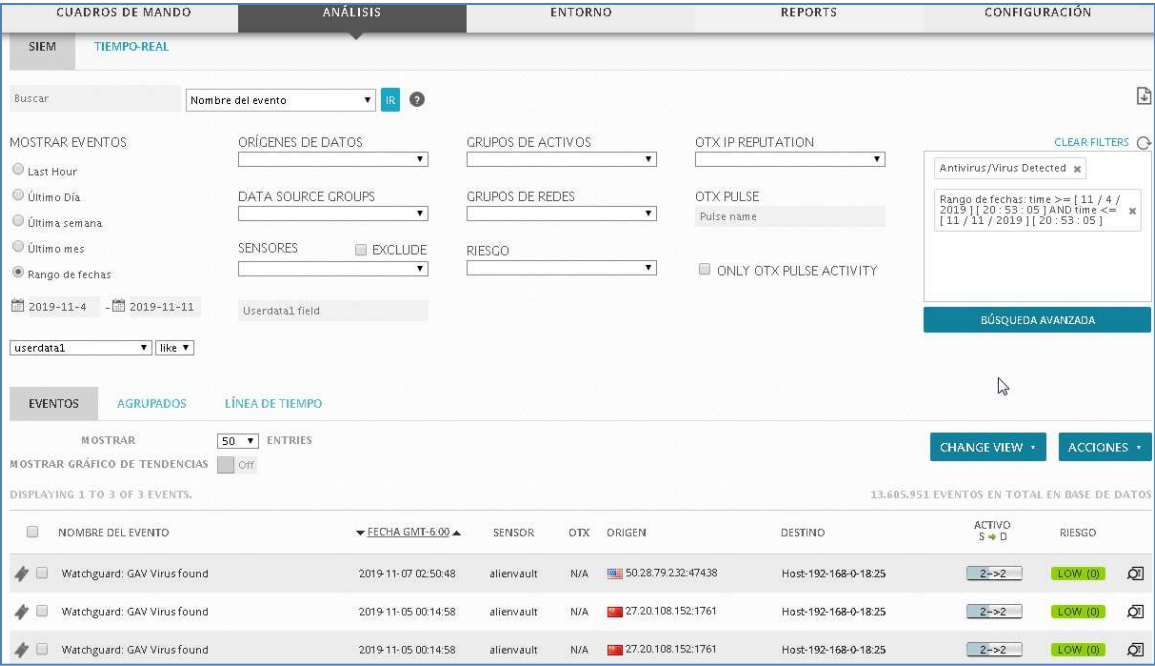 CUADROS DE MANDO ANÁLISIS ENTORNO REPORTS CONFIGURACIÓN
SIEM TIEMPO-REAL
Buscar Nombre del evento IR ?
MOSTRAR EVENTOS ORÍGENES DE DATOS GRUPOS DE ACTIVOS OTX IP REPUTATION CLEAR FILTERS
Last Hour
Antivirus/Virus Detected x
Último Día DATA SOURCE GROUPS GRUPOS DE REDES OTX PULSE
Rango de fechas: time >= [ 11 / 4 /
2019 ] [ 20 : 53 : 05 ] AND time <= x
[ 11 / 11 / 2019 ] [ 20 : 53 : 05 ]
Última semana Pulse name
Último mes SENSORES EXCLUDE RIESGO
Rango de fechas ONLY OTX PULSE ACTIVITY
2019-11-4 - 2019-11-11 Userdata1 field
BÚSQUEDA AVANZADA
userdata1 like
EVENTOS AGRUPADOS LÍNEA DE TIEMPO
MOSTRAR 50 ENTRIES CHANGE VIEW ACCIONES
MOSTRAR GRÁFICO DE TENDENCIAS Off
DISPLAYING 1 TO 3 OF 3 EVENTS. 13.605.951 EVENTOS EN TOTAL EN BASE DE DATOS
NOMBRE DEL EVENTO FECHA GMT-6:00 SENSOR OTX ORIGEN DESTINO ACTIVO S D RIESGO
Watchguard: GAV Virus found 2019-11-07 02:50:48 alienvault N/A 50.28.79.232:47438 Host-192-168-0-18:25 2->2 LOW (0)
Watchguard: GAV Virus found 2019-11-05 00:14:58 alienvault N/A 27.20.108.152:1761 Host-192-168-0-18:25 2->2 LOW (0)
Watchguard: GAV Virus found 2019-11-05 00:14:58 alienvault N/A 27.20.108.152:1761 Host-192-168-0-18:25 2->2 LOW (0)